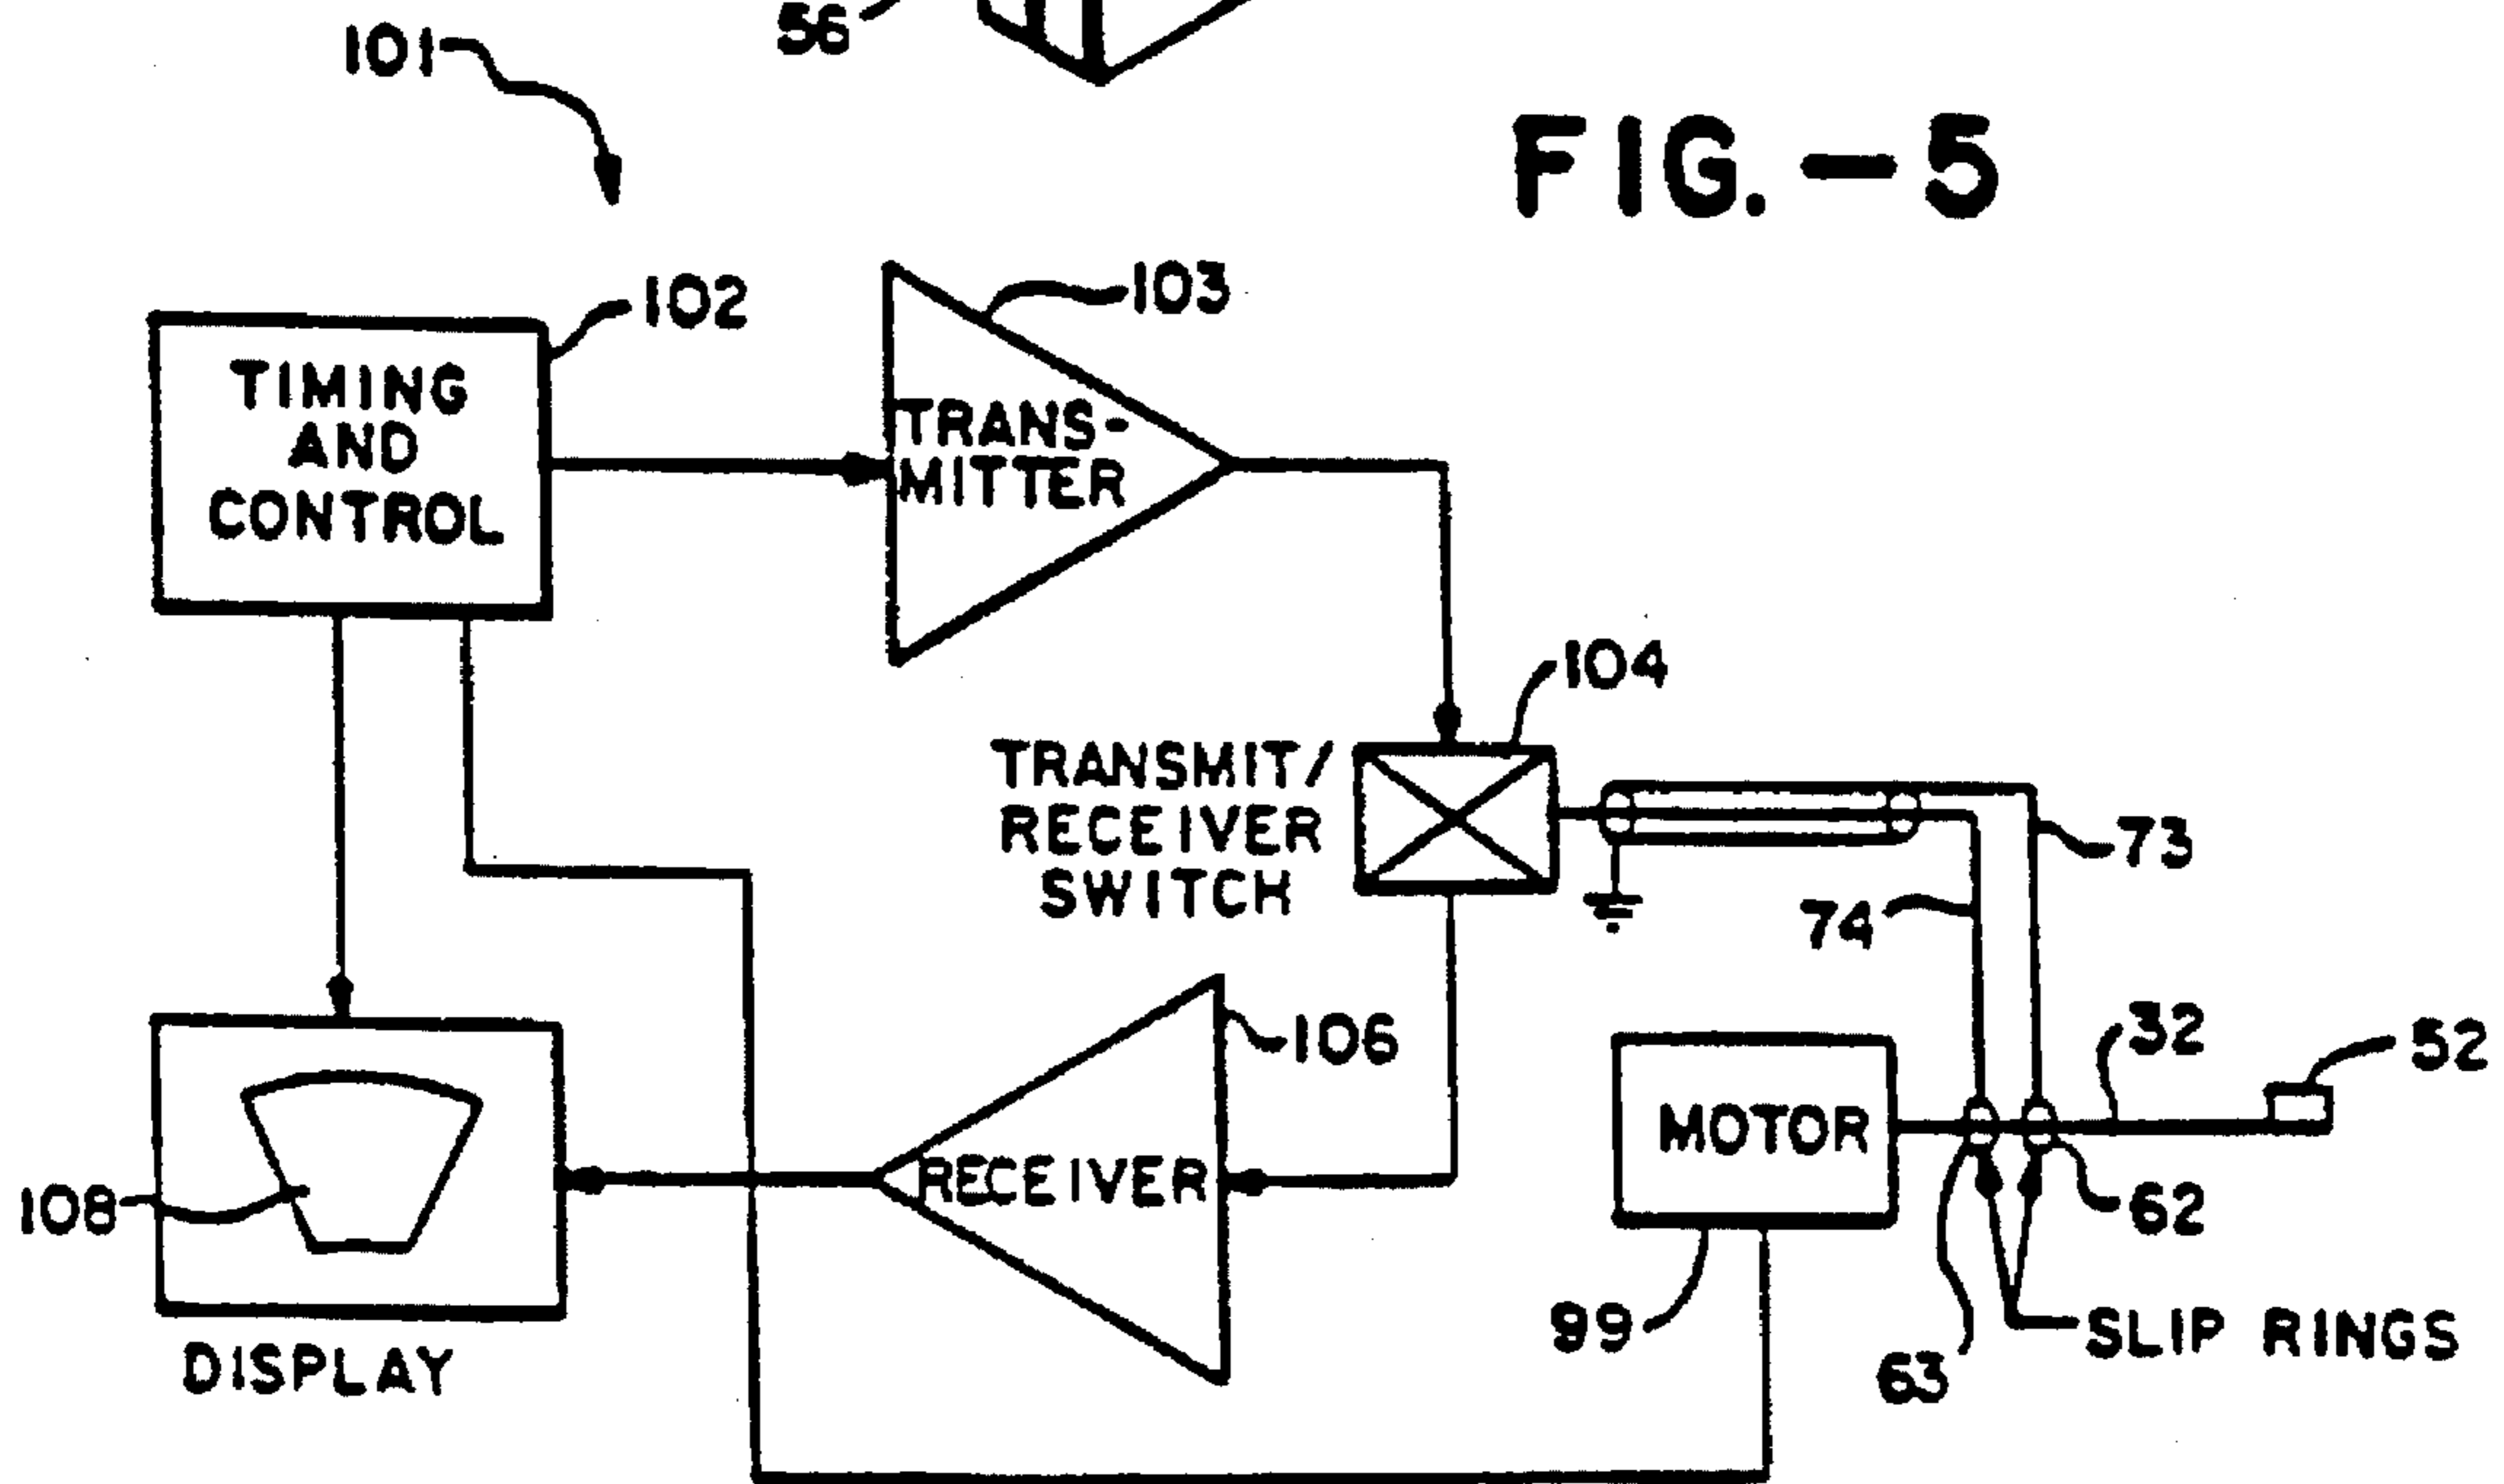 56
101
FIG.-5
102
103
TIMING
AND
CONTROL
TRANS-
MITTER
104
TRANSMIT/
RECEIVER
SWITCH
73
74
32
52
106
MOTOR
RECEIVER
108
62
99
SLIP RINGS
63
DISPLAY